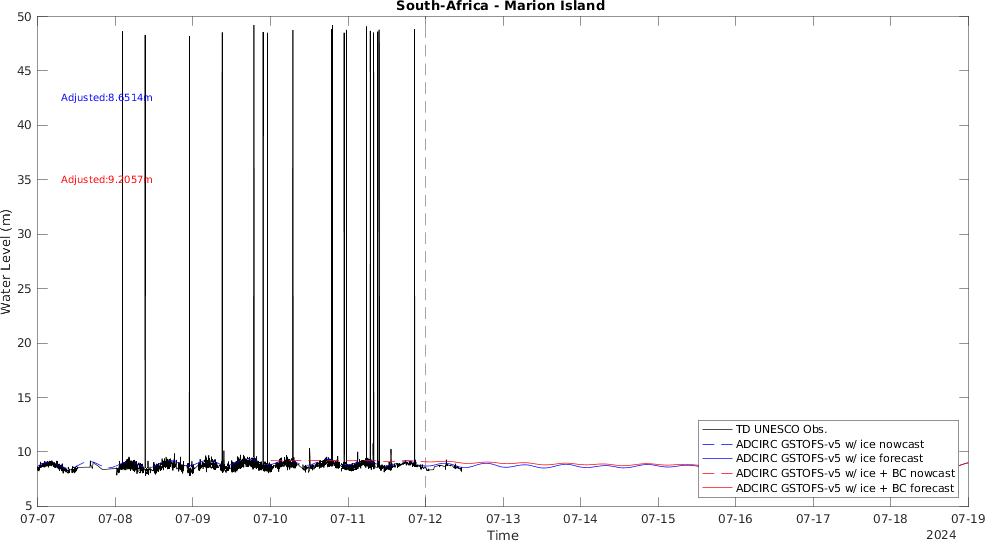 South-Africa - Marion Island
50
45
40
35
30
25
20
15
10
5
Water Level (m)
Adjusted:8.6514m
Adjusted:9.2057m
TD UNESCO Obs.
ADCIRC GSTOFS-v5 w/ ice nowcast
ADCIRC GSTOFS-v5 w/ ice forecast
ADCIRC GSTOFS-v5 w/ ice + BC nowcast
ADCIRC GSTOFS-v5 w/ ice + BC forecast
07-07 07-08 07-09 07-10 07-11 07-12 07-13 07-14 07-15 07-16 07-17 07-18 07-19
Time
2024